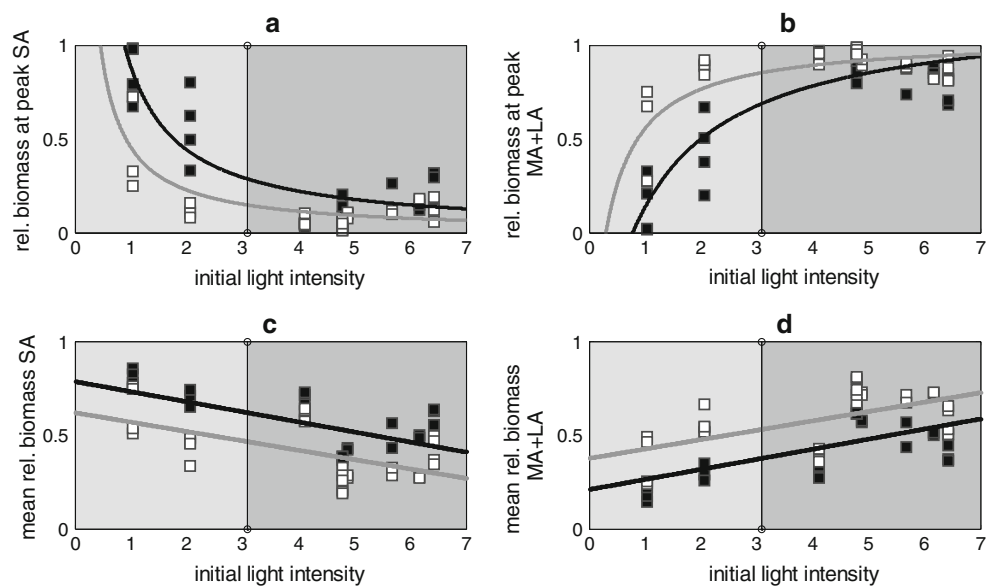 a
rel. biomass at peak SA
1
0.5
0
0 1 2 3 4 5 6 7
initial light intensity
b
rel. biomass at peak
MA+LA
1
0.5
0
0 1 2 3 4 5 6 7
initial light intensity
c
mean rel. biomass SA
1
0.5
0
0 1 2 3 4 5 6 7
initial light intensity
d
mean rel. biomass
MA+LA
1
0.5
0
0 1 2 3 4 5 6 7
initial light intensity